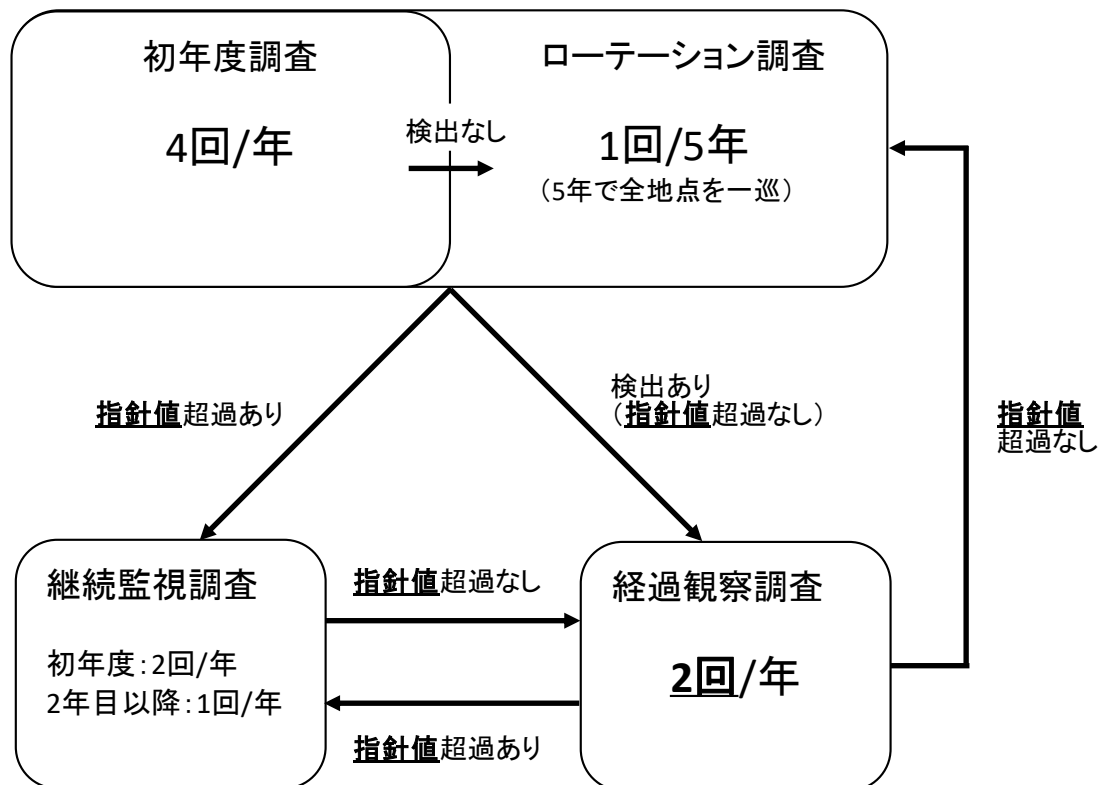 初年度調査
4回/年
検出なし
ローテーション調査
1回/5年
（5年で全地点を一巡）
指針値超過あり
検出あり
（指針値超過なし）
指針値
超過なし
継続監視調査
初年度：2回/年
2年目以降：1回/年
指針値超過なし
指針値超過あり
経過観察調査
2回/年